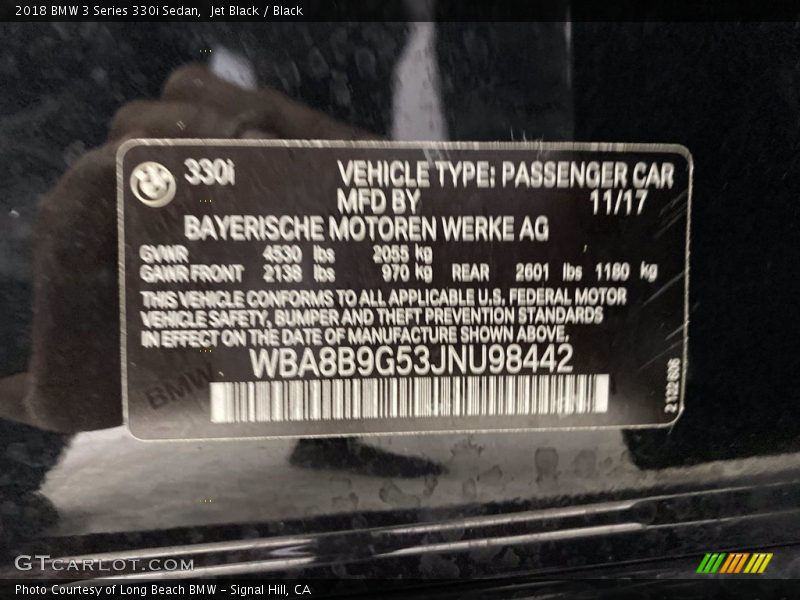 2018 BMW 3 Series 330i Sedan,  Jet Black / Black
330i VEHICLE TYPE: PASSENGER CAR
MFD BY 11/17
BAYERISCHE MOTOREN WERKE AG
GVWR 4530 lbs 2055 kg
GAWR FRONT 2138 lbs 970 kg REAR 2601 lbs 1180 kg
THIS VEHICLE CONFORMS TO ALL APPLICABLE U.S. FEDERAL MOTOR
VEHICLE SAFETY, BUMPER AND THEFT PREVENTION STANDARDS
IN EFFECT ON THE DATE OF MANUFACTURE SHOWN ABOVE.
WBA8B9G53JNU98442
BMW
GTCARLOT.COM
Photo Courtesy of Long Beach BMW - Signal Hill, CA